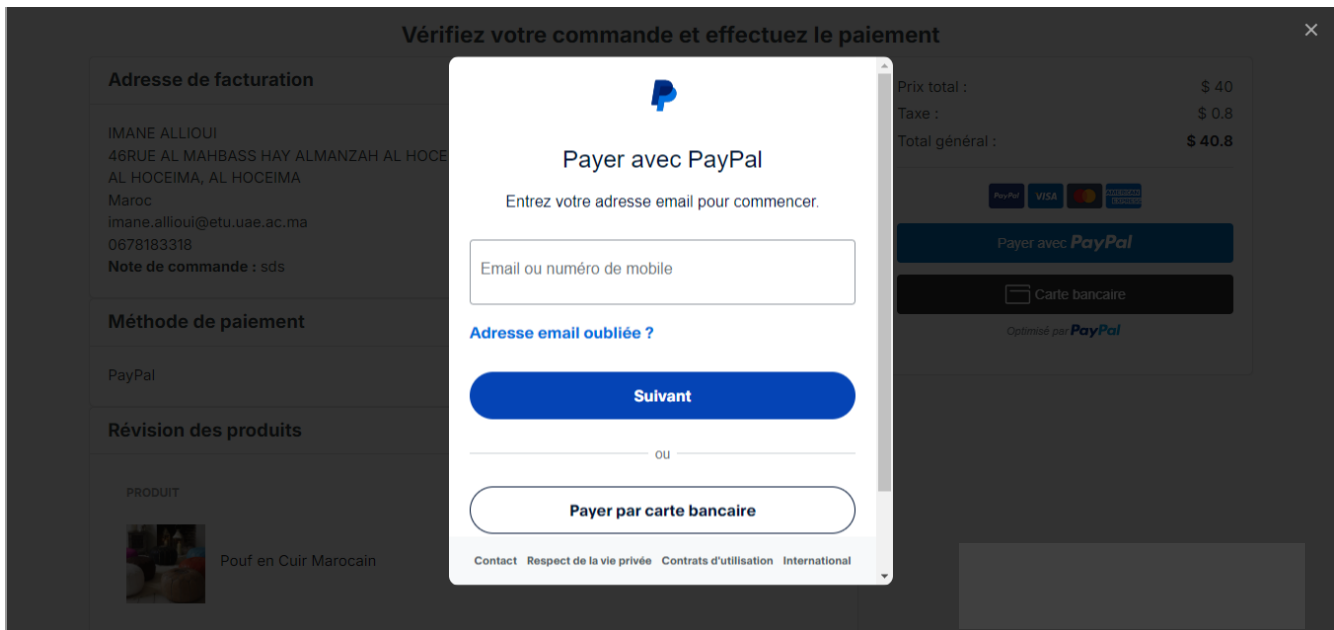 Vérifiez votre commande et effectuez le paiement
Adresse de facturation
IMANE ALLIOUI
46RUE AL MAHBASS HAY ALMANZAH AL HOCE
AL HOCEIMA, AL HOCEIMA
Maroc
imane.allioui@etu.uae.ac.ma
0678183318
Note de commande : sds
Méthode de paiement
PayPal
Révision des produits
PRODUIT
Pouf en Cuir Marocain
Payer avec PayPal
Entrez votre adresse email pour commencer.
Email ou numéro de mobile
Adresse email oubliée ?
Suivant
ou
Payer par carte bancaire
Contact Respect de la vie privée Contrats d'utilisation International
Prix total : $ 40
Taxe : $ 0.8
Total général : $ 40.8
PayPal VISA AMERICAN EXPRESS
Payer avec PayPal
Carte bancaire
Optimisé par PayPal